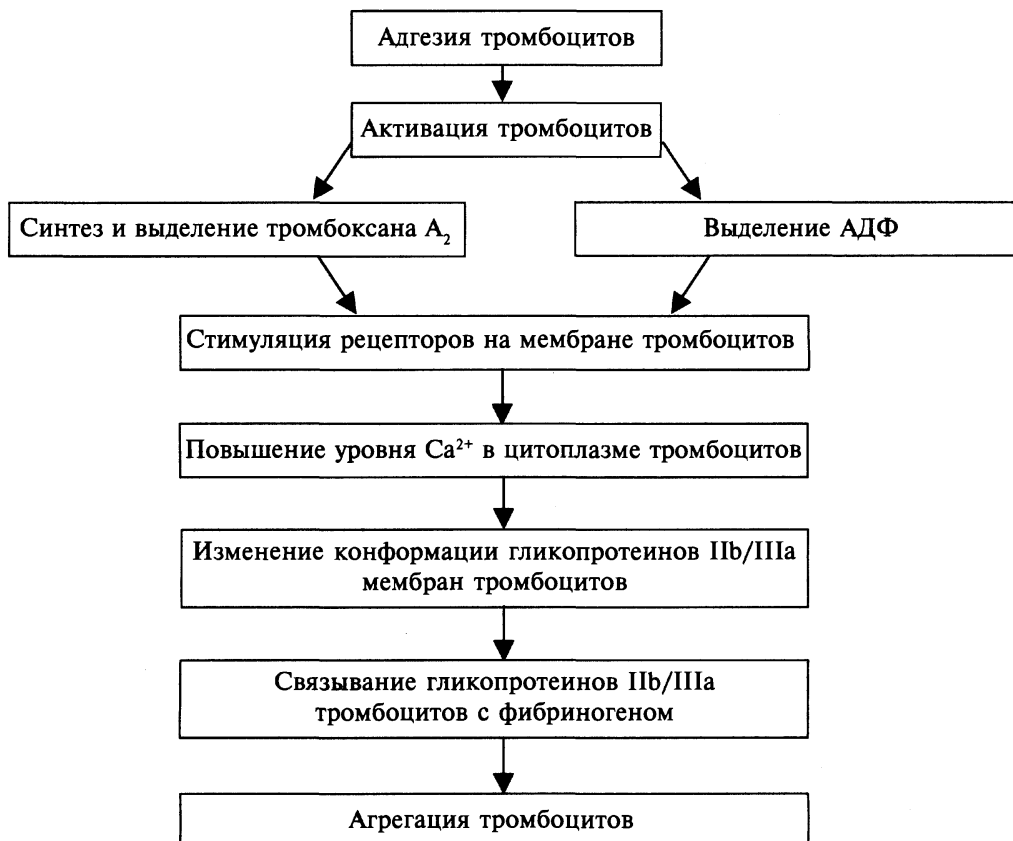 Адгезия тромбоцитов
Активация тромбоцитов
Синтез и выделение тромбоксана A₂
Выделение АДФ
Стимуляция рецепторов на мембране тромбоцитов
Повышение уровня Ca²⁺ в цитоплазме тромбоцитов
Изменение конформации гликопротеинов IIb/IIIa
мембран тромбоцитов
Связывание гликопротеинов IIb/IIIa
тромбоцитов с фибриногеном
Агрегация тромбоцитов